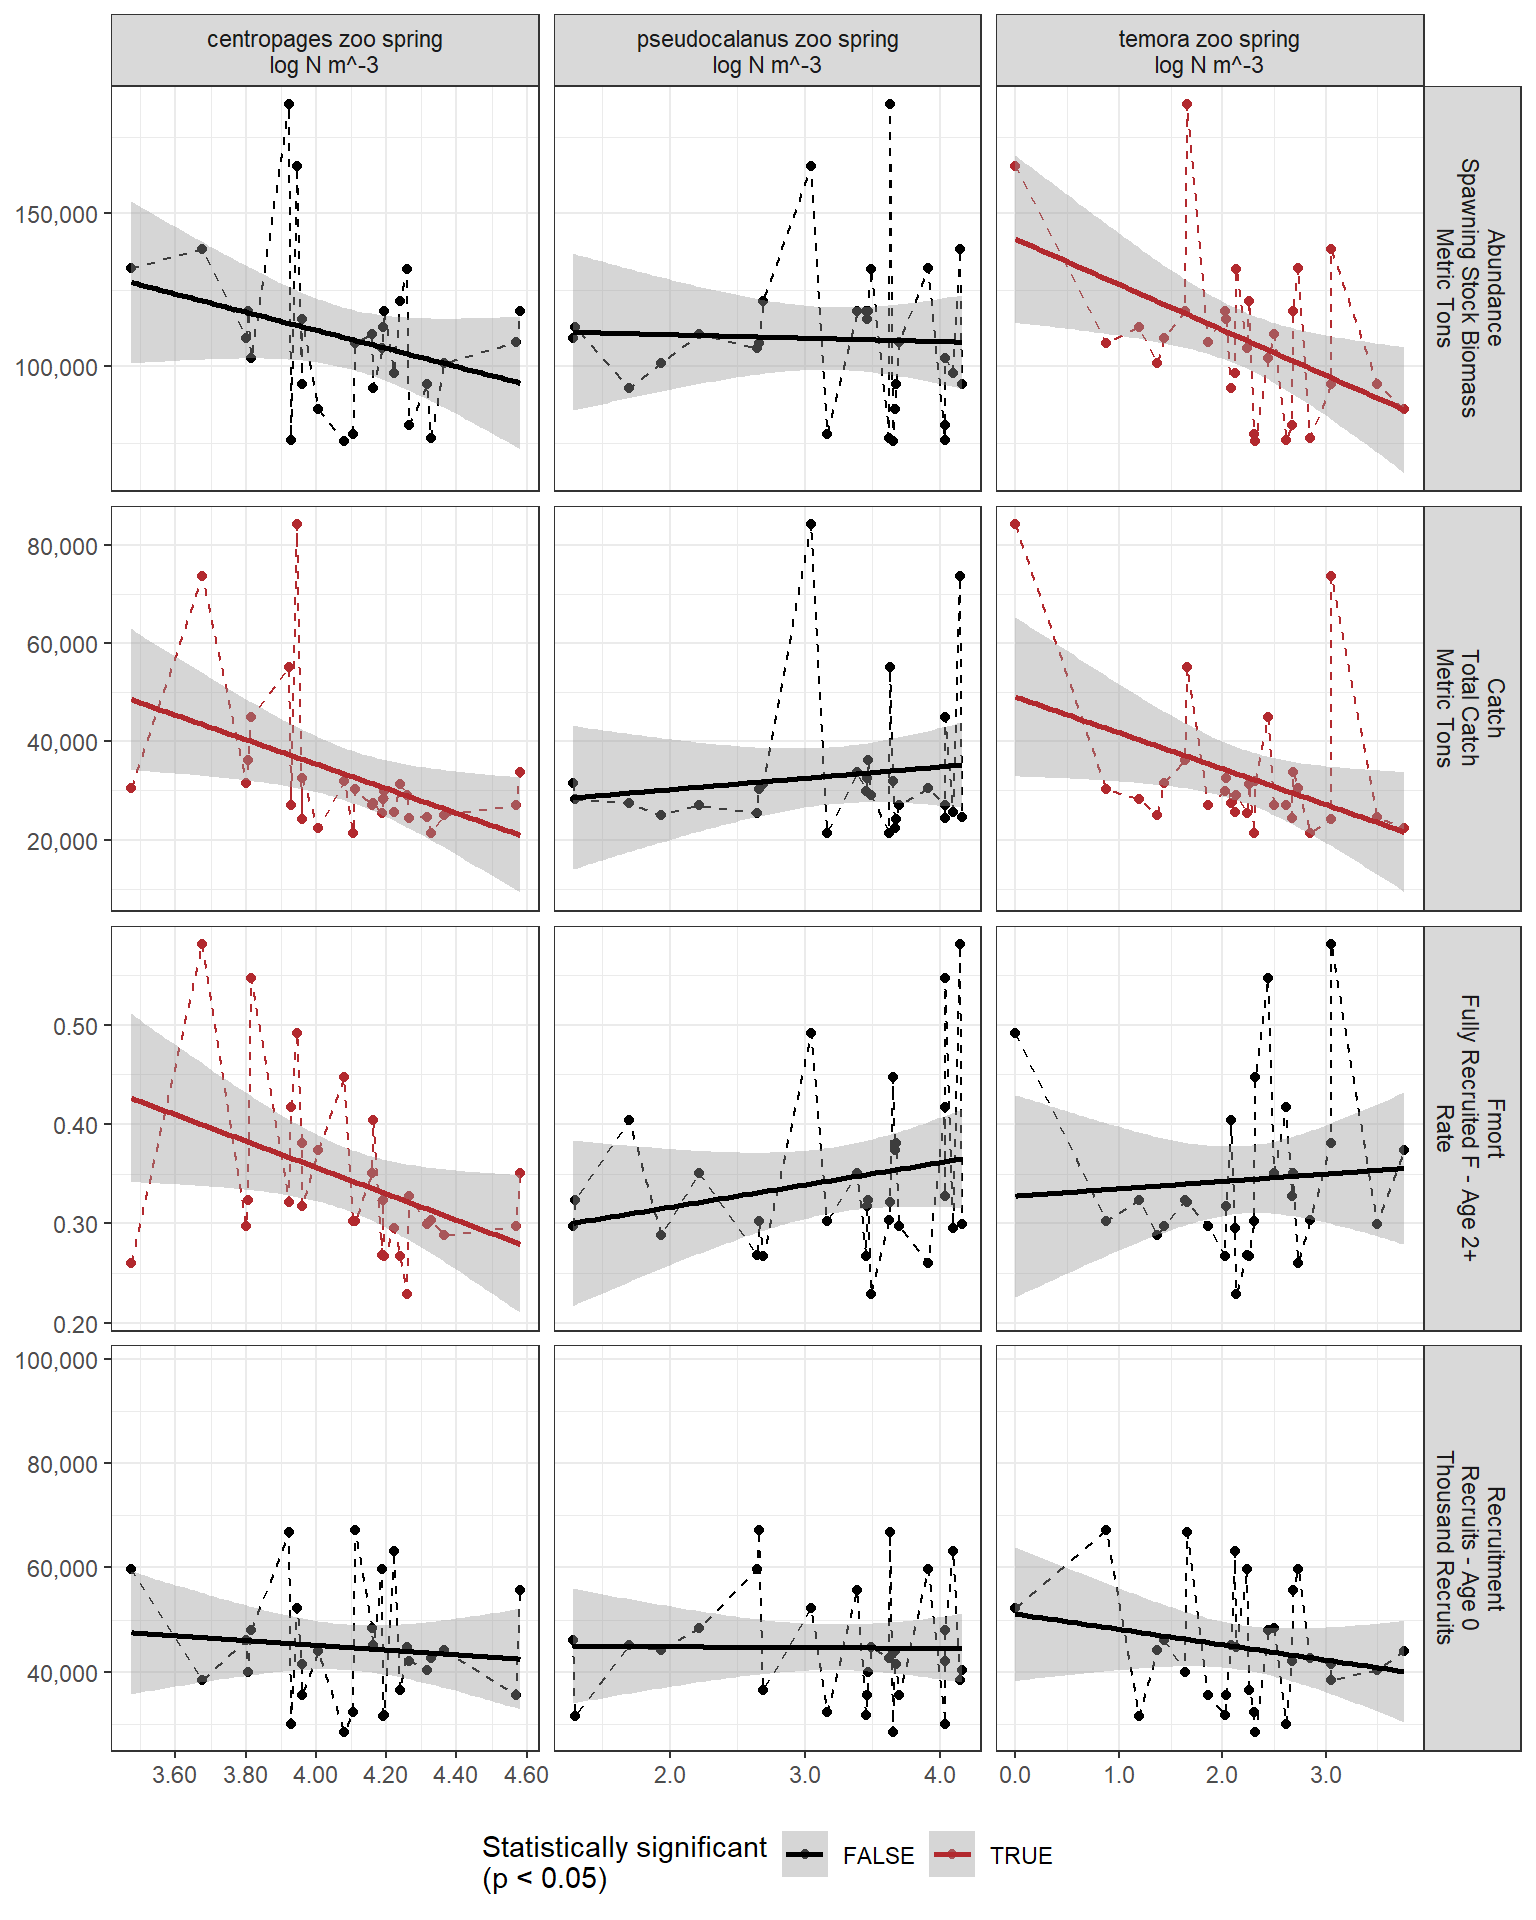 centropages zoo spring
log N m^-3
pseudocalanus zoo spring
log N m^-3
temora zoo spring
log N m^-3
150,000
100,000
Abundance
Spawning Stock Biomass
Metric Tons
80,000
60,000
40,000
20,000
Catch
Total Catch
Metric Tons
0.50
0.40
0.30
0.20
Fmort
Fully Recruited F - Age 2+
Rate
100,000
80,000
60,000
40,000
Recruitment
Recruits - Age 0
Thousand Recruits
3.60 3.80 4.00 4.20 4.40 4.60
2.0 3.0 4.0
0.0 1.0 2.0 3.0
Statistically significant
(p < 0.05)
FALSE
TRUE